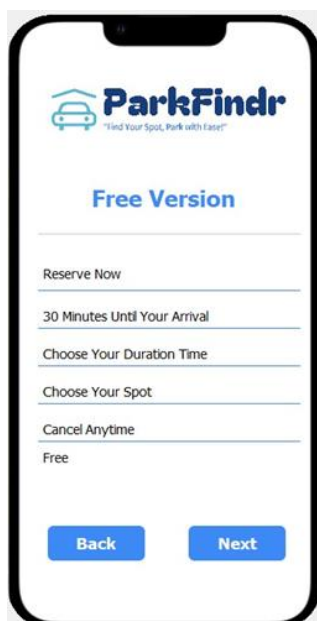 ParkFindr
"Find Your Spot, Park with Ease!"
Free Version
Reserve Now
30 Minutes Until Your Arrival
Choose Your Duration Time
Choose Your Spot
Cancel Anytime
Free
Back Next